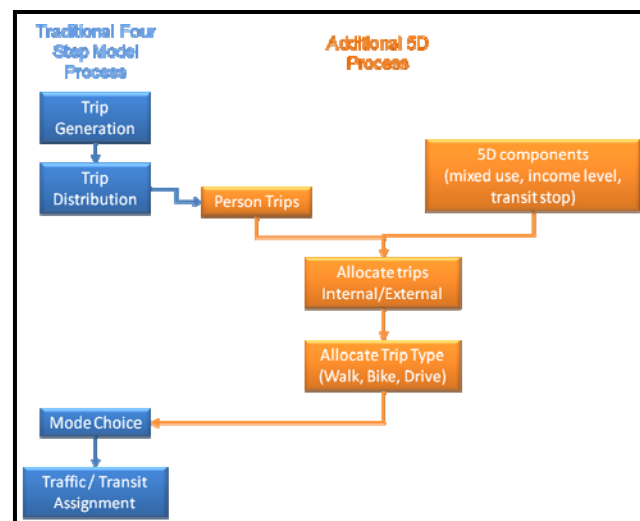 Traditional Four
Step Model
Process
Additional 5D
Process
Trip
Generation
Trip
Distribution
Person Trips
5D components
(mixed use, income level,
transit stop)
Allocate trips
Internal/External
Allocate Trip Type
(Walk, Bike, Drive)
Mode Choice
Traffic / Transit
Assignment